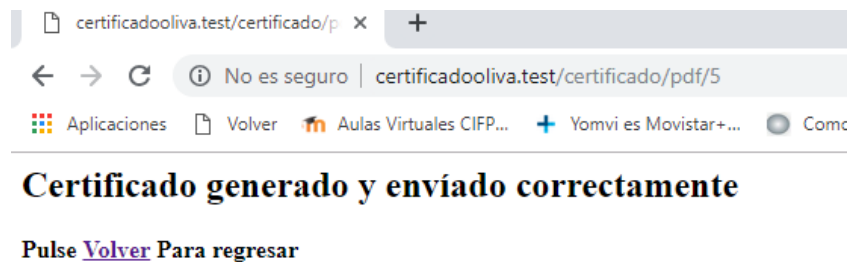 certificadooliva.test/certificado/p
No es seguro | certificadooliva.test/certificado/pdf/5
Aplicaciones Volver Aulas Virtuales CIFP... Yomvi es Movistar+... Como
Certificado generado y envíado correctamente
Pulse Volver Para regresar